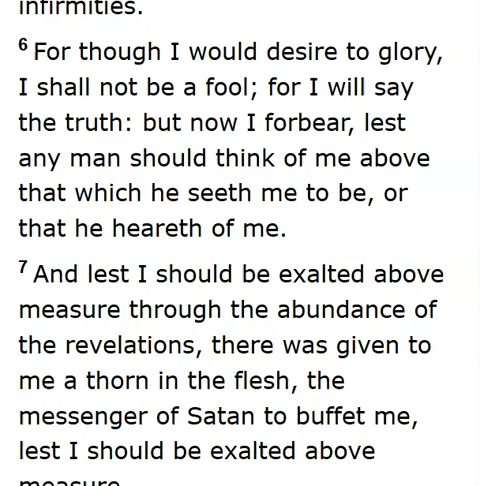 infirmities.
6 For though I would desire to glory,
I shall not be a fool; for I will say
the truth: but now I forbear, lest
any man should think of me above
that which he seeth me to be, or
that he heareth of me.
7 And lest I should be exalted above
measure through the abundance of
the revelations, there was given to
me a thorn in the flesh, the
messenger of Satan to buffet me,
lest I should be exalted above
measure.